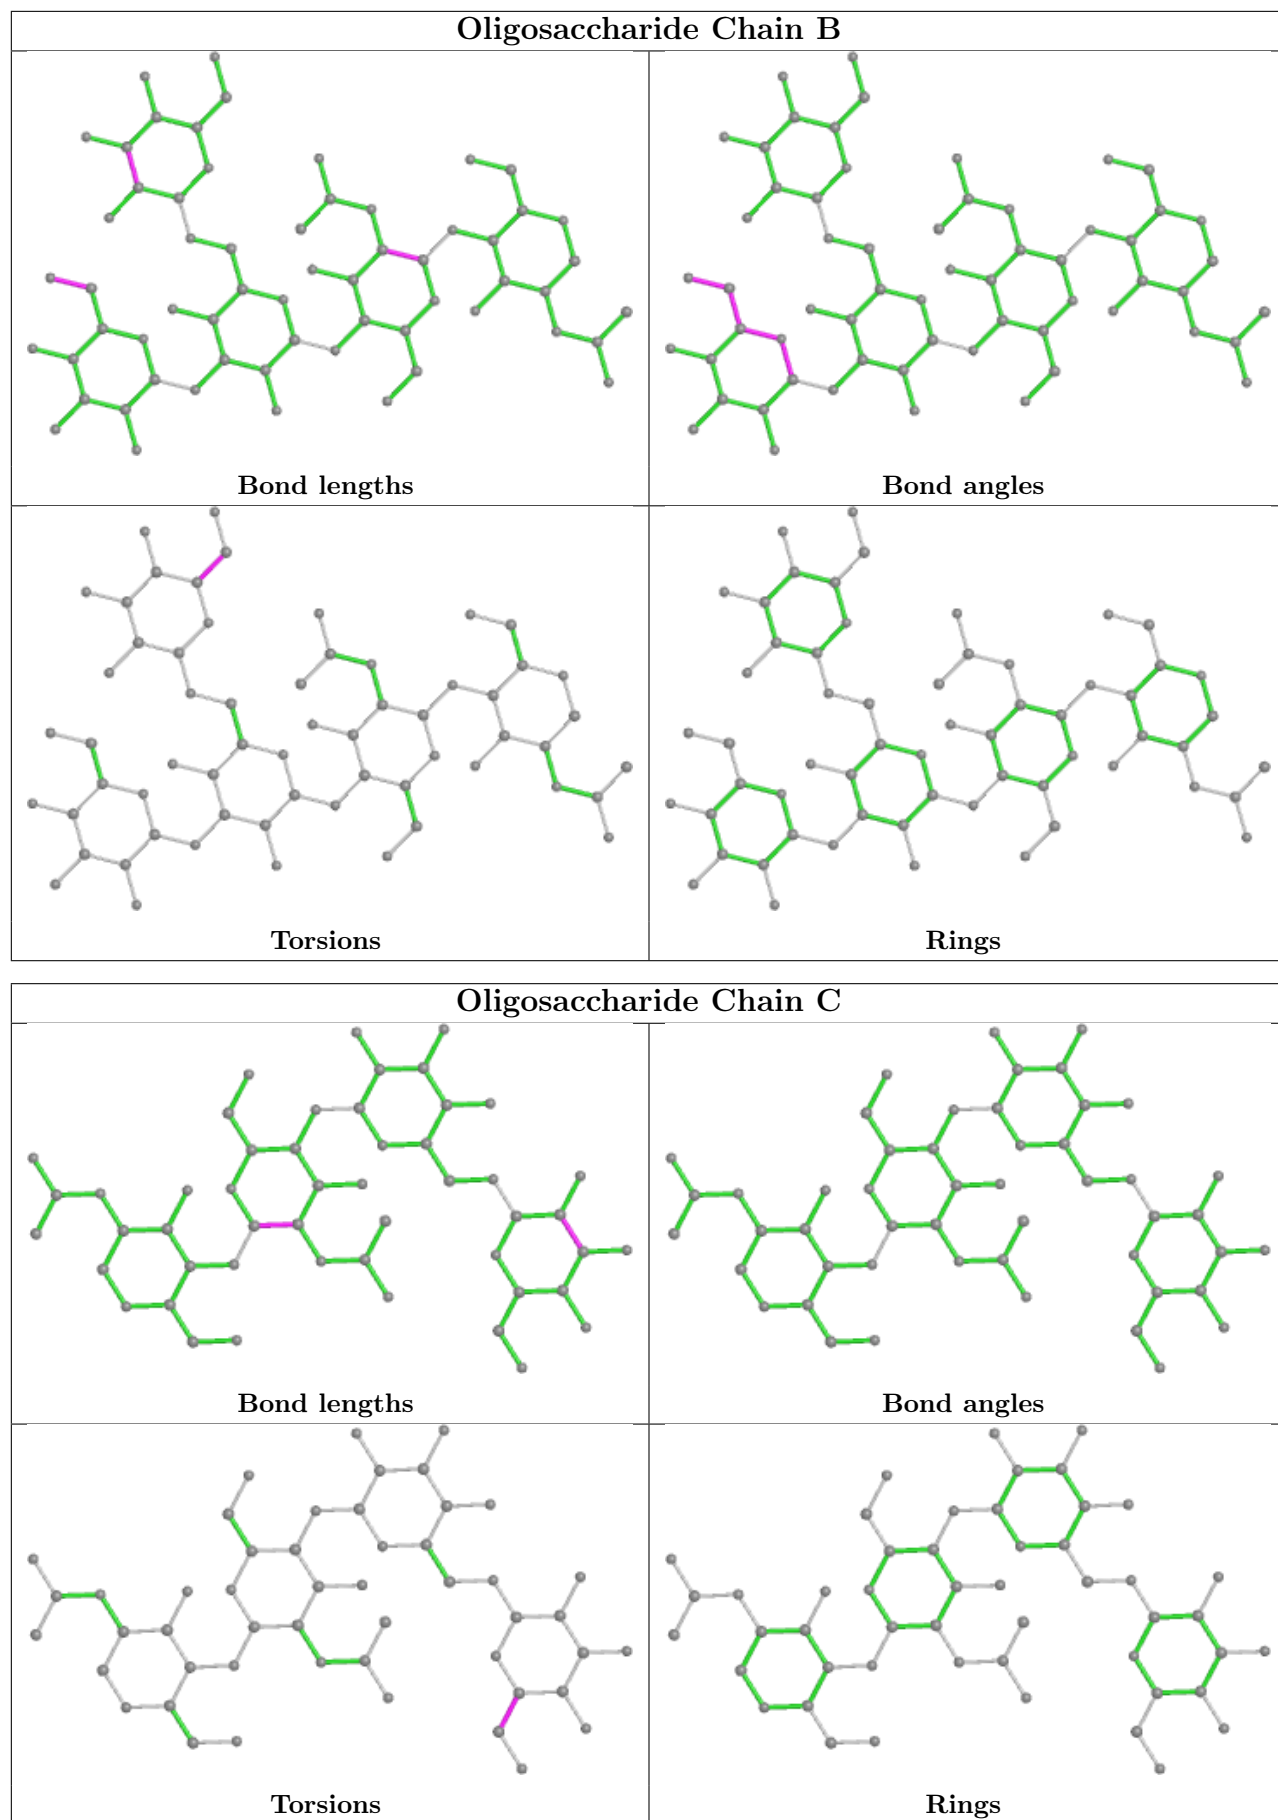 Oligosaccharide Chain B
Bond lengths
Bond angles
Torsions
Rings
Oligosaccharide Chain C
Bond lengths
Bond angles
Torsions
Rings